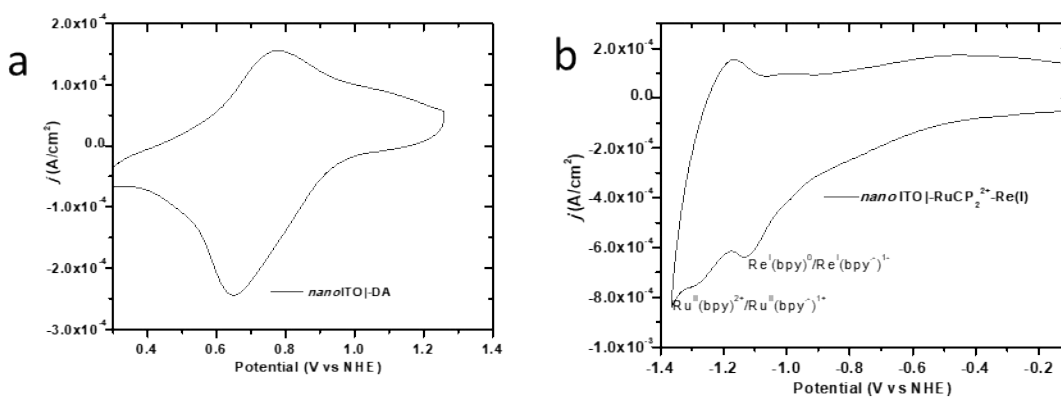 a
2.0x10⁻⁴
1.0x10⁻⁴
0.0
-1.0x10⁻⁴
-2.0x10⁻⁴
-3.0x10⁻⁴
j (A/cm²)
nanoITO|-DA
0.4 0.6 0.8 1.0 1.2 1.4
Potential (V vs NHE)
b
2.0x10⁻⁴
0.0
-2.0x10⁻⁴
-4.0x10⁻⁴
-6.0x10⁻⁴
-8.0x10⁻⁴
-1.0x10⁻³
j (A/cm²)
nanoITO|-RuCP₂²⁺-Re(I)
Reᴵ(bpy)⁰/Reᴵ(bpy⁻)¹⁻
Ruᴵᴵ(bpy)²⁺/Ruᴵᴵ(bpy⁻)¹⁺
-1.4 -1.2 -1.0 -0.8 -0.6 -0.4 -0.2
Potential (V vs NHE)